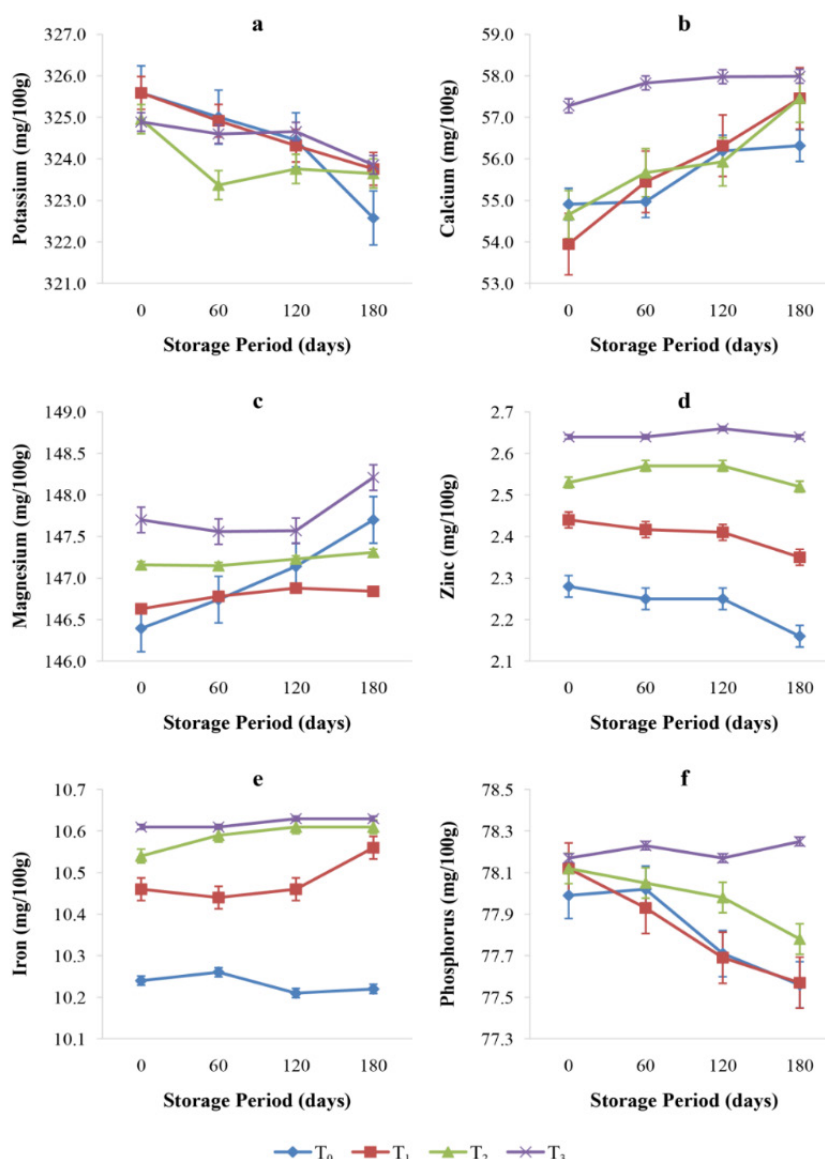 a
Potassium (mg/100g)
327.0
326.0
325.0
324.0
323.0
322.0
321.0
0 60 120 180
Storage Period (days)
b
Calcium (mg/100g)
59.0
58.0
57.0
56.0
55.0
54.0
53.0
0 60 120 180
Storage Period (days)
c
Magnesium (mg/100g)
149.0
148.0
147.0
146.0
0 60 120 180
Storage Period (days)
d
Zinc (mg/100g)
2.7
2.6
2.5
2.4
2.3
2.2
2.1
0 60 120 180
Storage Period (days)
e
Iron (mg/100g)
10.7
10.6
10.5
10.4
10.3
10.2
10.1
0 60 120 180
Storage Period (days)
f
Phosphorus (mg/100g)
78.5
78.3
78.1
77.9
77.7
77.5
77.3
0 60 120 180
Storage Period (days)
T₀ T₁ T₂ T₃